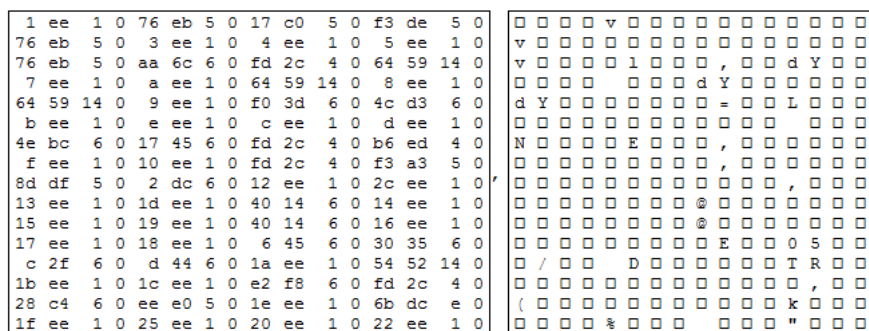 1 ee 1 0 76 eb 5 0 17 c0 5 0 f3 de 5 0 □ □ □ □ v □ □ □ □ □ □ □ □ □ □ □
76 eb 5 0 3 ee 1 0 4 ee 1 0 5 ee 1 0 v □ □ □ □ □ □ □ □ □ □ □ □ □ □ □
76 eb 5 0 aa 6c 6 0 fd 2c 4 0 64 59 14 0 v □ □ □ □ l □ □ □ , □ □ d Y □ □
7 ee 1 0 a ee 1 0 64 59 14 0 8 ee 1 0 □ □ □ □   □ □ □ d Y □ □ □ □ □ □
64 59 14 0 9 ee 1 0 f0 3d 6 0 4c d3 6 0 d Y □ □ □ □ □ □ □ = □ □ L □ □ □
b ee 1 0 e ee 1 0 c ee 1 0 d ee 1 0 □ □ □ □ □ □ □ □ □ □ □ □   □ □ □
4e bc 6 0 17 45 6 0 fd 2c 4 0 b6 ed 4 0 N □ □ □ □ E □ □ □ , □ □ □ □ □ □
f ee 1 0 10 ee 1 0 fd 2c 4 0 f3 a3 5 0 □ □ □ □ □ □ □ □ □ , □ □ □ □ □ □
8d df 5 0 2 dc 6 0 12 ee 1 0 2c ee 1 0 , □ □ □ □ □ □ □ □ □ □ □ □ , □ □ □
13 ee 1 0 1d ee 1 0 40 14 6 0 14 ee 1 0 □ □ □ □ □ □ □ □ @ □ □ □ □ □ □ □
15 ee 1 0 19 ee 1 0 40 14 6 0 16 ee 1 0 □ □ □ □ □ □ □ □ @ □ □ □ □ □ □ □
17 ee 1 0 18 ee 1 0 6 45 6 0 30 35 6 0 □ □ □ □ □ □ □ □ □ E □ □ 0 5 □ □
c 2f 6 0 d 44 6 0 1a ee 1 0 54 52 14 0 □ / □ □   D □ □ □ □ □ □ T R □ □
1b ee 1 0 1c ee 1 0 e2 f8 6 0 fd 2c 4 0 □ □ □ □ □ □ □ □ □ □ □ □ □ , □ □
28 c4 6 0 ee e0 5 0 1e ee 1 0 6b dc e 0 ( □ □ □ □ □ □ □ □ □ □ □ k □ □ □
1f ee 1 0 25 ee 1 0 20 ee 1 0 22 ee 1 0 □ □ □ □ % □ □ □   □ □ □ " □ □ □